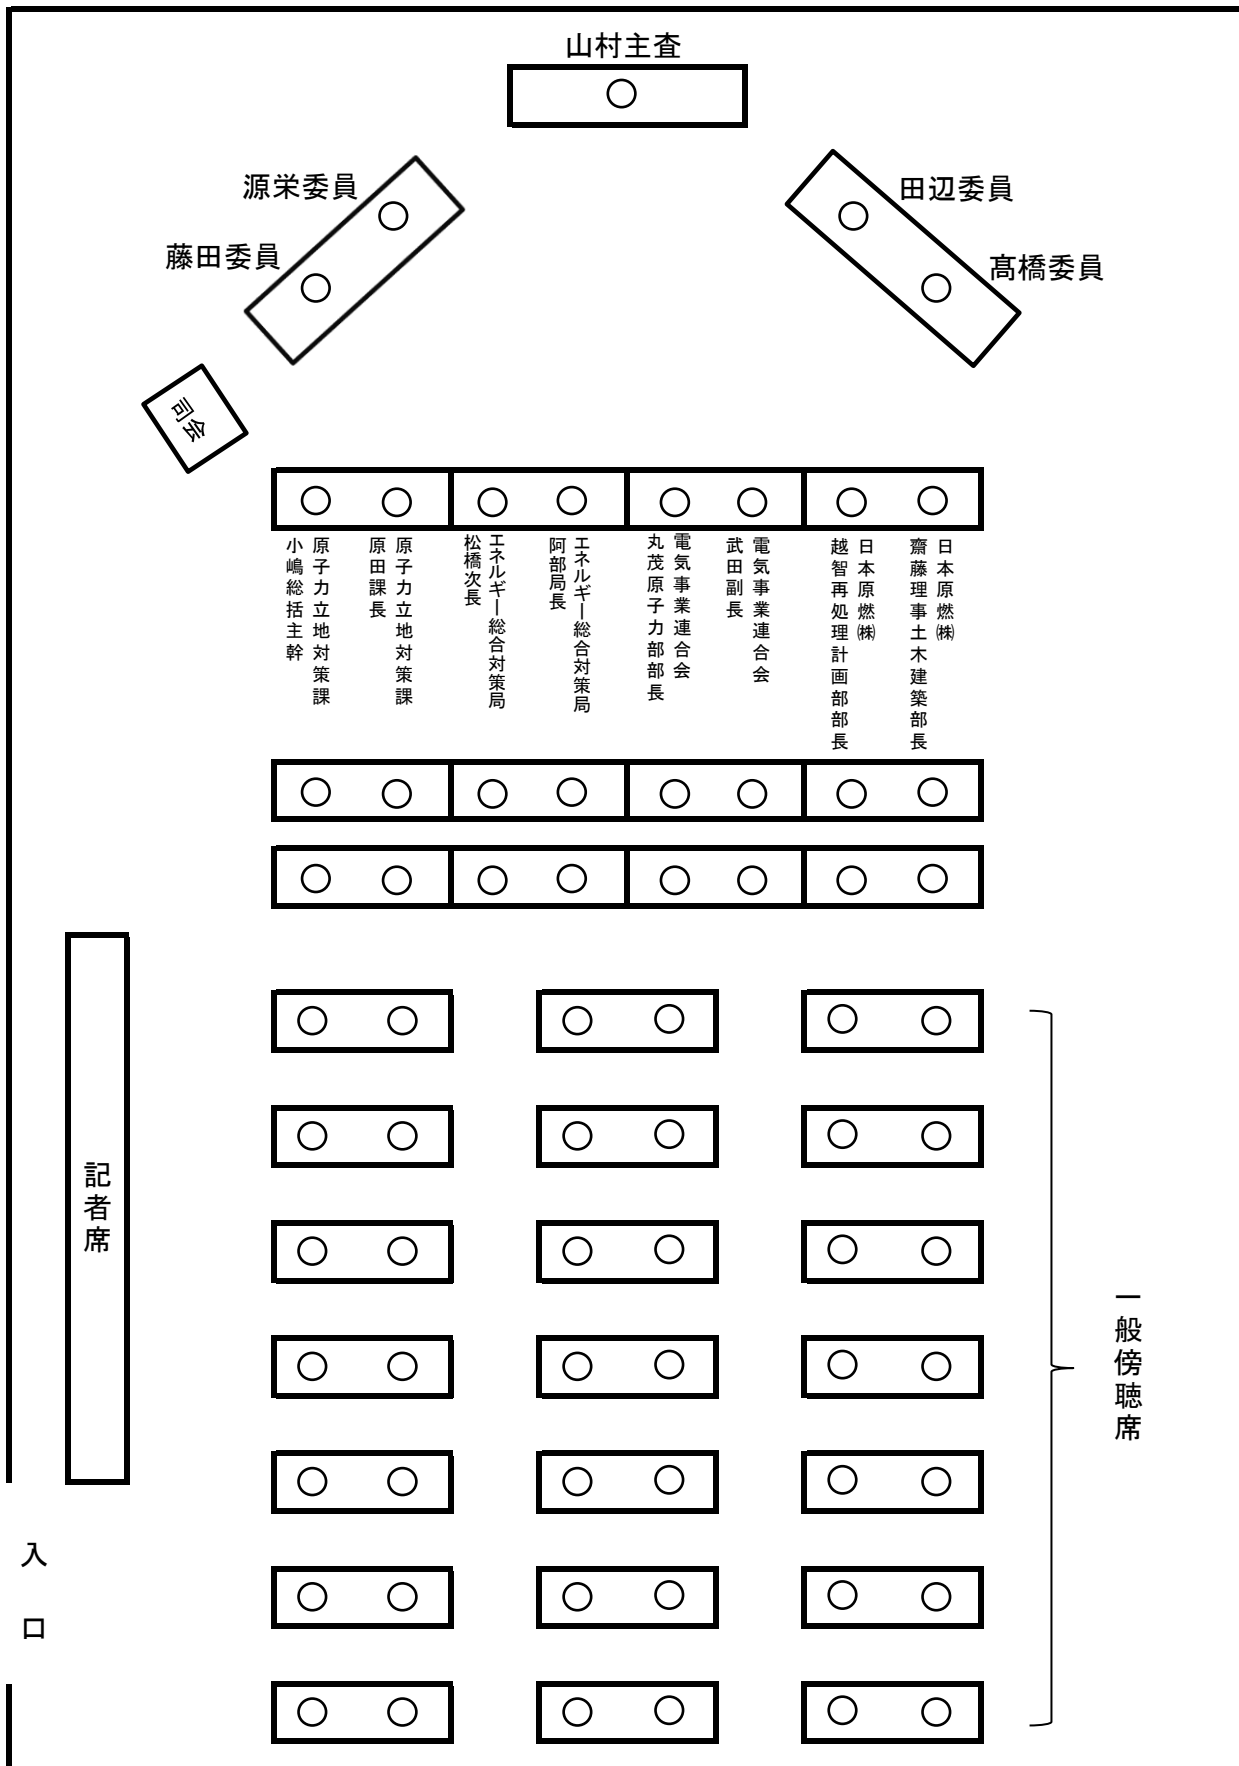 山村主査
源栄委員
藤田委員
田辺委員
髙橋委員
司会
原子力立地対策課
小嶋総括主幹
原子力立地対策課
原田課長
エネルギー総合対策局
松橋次長
エネルギー総合対策局
阿部局長
電気事業連合会
丸茂原子力部部長
電気事業連合会
武田副長
日本原燃㈱
越智再処理計画部部長
日本原燃㈱
齋藤理事土木建築部長
記者席
一般傍聴席
入口